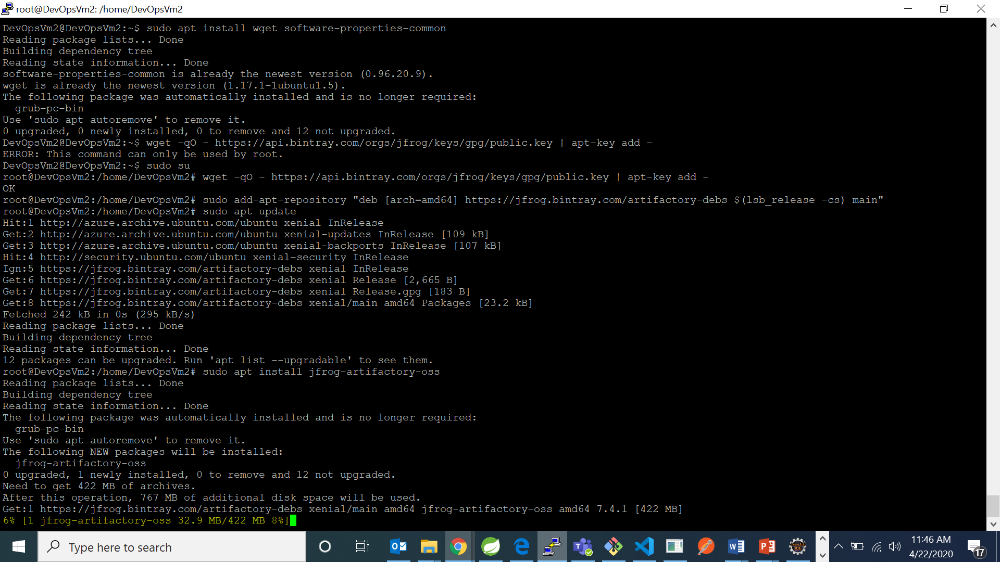 root@DevOpsVm2: /home/DevOpsVm2
DevOpsVm2@DevOpsVm2:~$ sudo apt install wget software-properties-common
Reading package lists... Done
Building dependency tree
Reading state information... Done
software-properties-common is already the newest version (0.96.20.9).
wget is already the newest version (1.17.1-1ubuntu1.5).
The following package was automatically installed and is no longer required:
  grub-pc-bin
Use 'sudo apt autoremove' to remove it.
0 upgraded, 0 newly installed, 0 to remove and 12 not upgraded.
DevOpsVm2@DevOpsVm2:~$ wget -qO - https://api.bintray.com/orgs/jfrog/keys/gpg/public.key | apt-key add -
ERROR: This command can only be used by root.
DevOpsVm2@DevOpsVm2:~$ sudo su
root@DevOpsVm2:/home/DevOpsVm2# wget -qO - https://api.bintray.com/orgs/jfrog/keys/gpg/public.key | apt-key add -
OK
root@DevOpsVm2:/home/DevOpsVm2# sudo add-apt-repository "deb [arch=amd64] https://jfrog.bintray.com/artifactory-debs $(lsb_release -cs) main"
root@DevOpsVm2:/home/DevOpsVm2# sudo apt update
Hit:1 http://azure.archive.ubuntu.com/ubuntu xenial InRelease
Get:2 http://azure.archive.ubuntu.com/ubuntu xenial-updates InRelease [109 kB]
Get:3 http://azure.archive.ubuntu.com/ubuntu xenial-backports InRelease [107 kB]
Hit:4 http://security.ubuntu.com/ubuntu xenial-security InRelease
Ign:5 https://jfrog.bintray.com/artifactory-debs xenial InRelease
Get:6 https://jfrog.bintray.com/artifactory-debs xenial Release [2,665 B]
Get:7 https://jfrog.bintray.com/artifactory-debs xenial Release.gpg [183 B]
Get:8 https://jfrog.bintray.com/artifactory-debs xenial/main amd64 Packages [23.2 kB]
Fetched 242 kB in 0s (295 kB/s)
Reading package lists... Done
Building dependency tree
Reading state information... Done
12 packages can be upgraded. Run 'apt list --upgradable' to see them.
root@DevOpsVm2:/home/DevOpsVm2# sudo apt install jfrog-artifactory-oss
Reading package lists... Done
Building dependency tree
Reading state information... Done
The following package was automatically installed and is no longer required:
  grub-pc-bin
Use 'sudo apt autoremove' to remove it.
The following NEW packages will be installed:
  jfrog-artifactory-oss
0 upgraded, 1 newly installed, 0 to remove and 12 not upgraded.
Need to get 422 MB of archives.
After this operation, 767 MB of additional disk space will be used.
Get:1 https://jfrog.bintray.com/artifactory-debs xenial/main amd64 jfrog-artifactory-oss amd64 7.4.1 [422 MB]
6% [1 jfrog-artifactory-oss 32.9 MB/422 MB 8%]
Type here to search
11:46 AM
4/22/2020
17